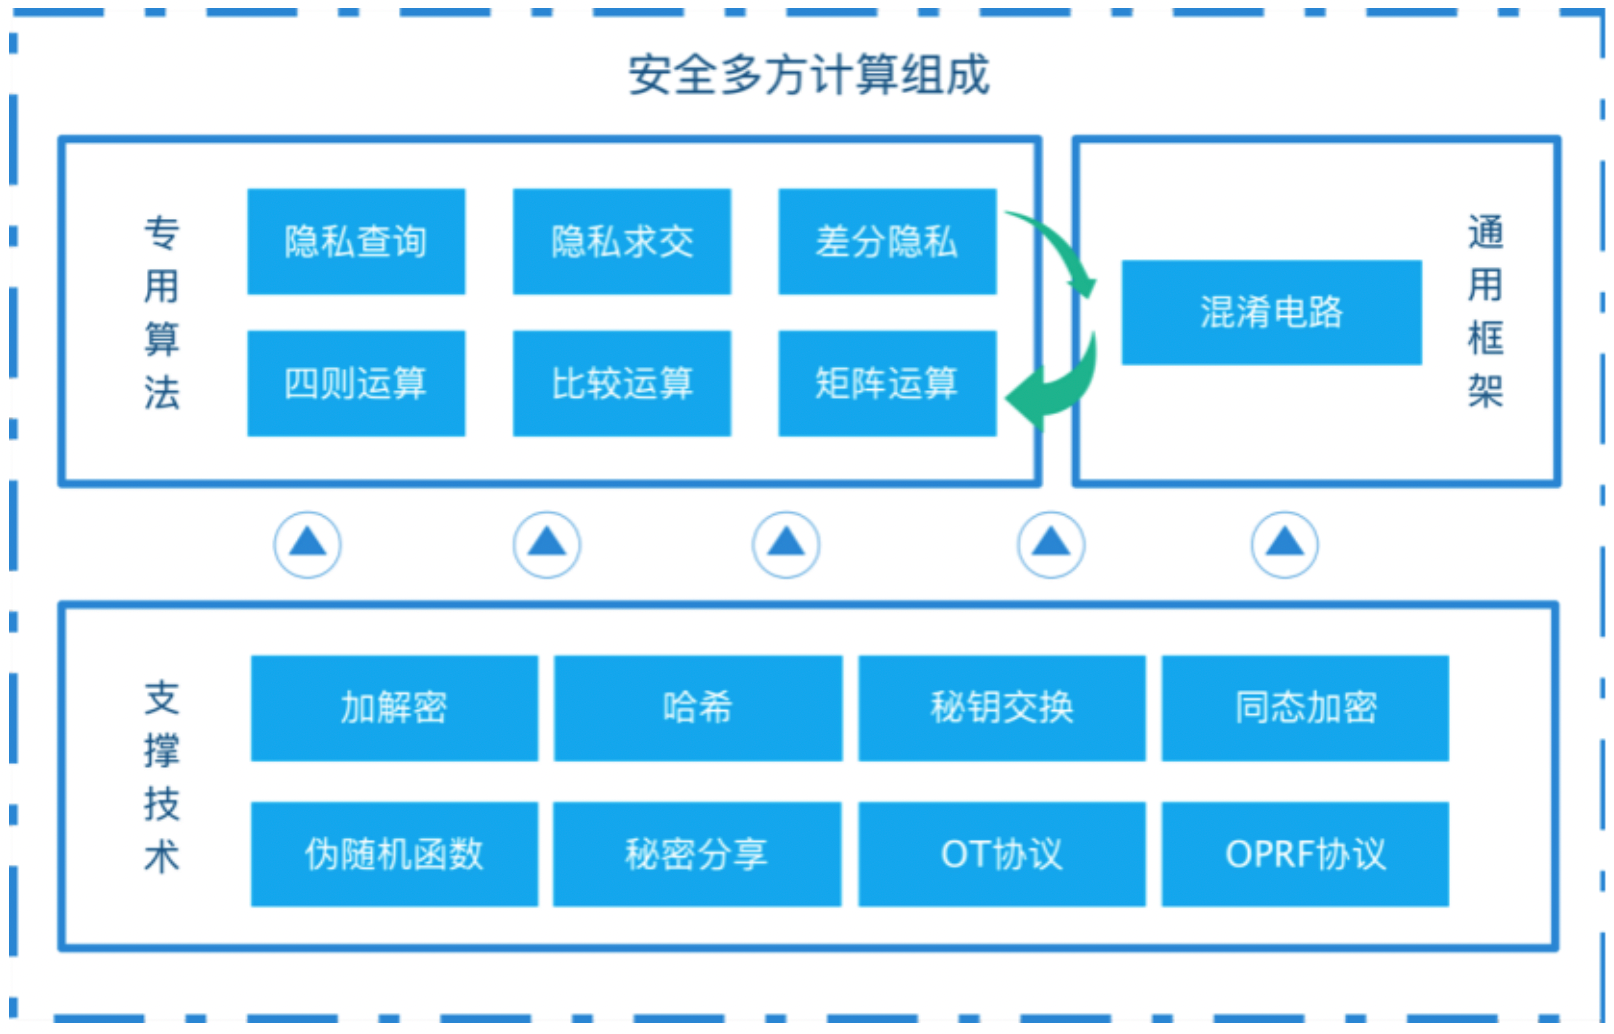 安全多方计算组成
专用算法
隐私查询
隐私求交
差分隐私
四则运算
比较运算
矩阵运算
混淆电路
通用框架
支撑技术
加解密
哈希
秘钥交换
同态加密
伪随机函数
秘密分享
OT协议
OPRF协议